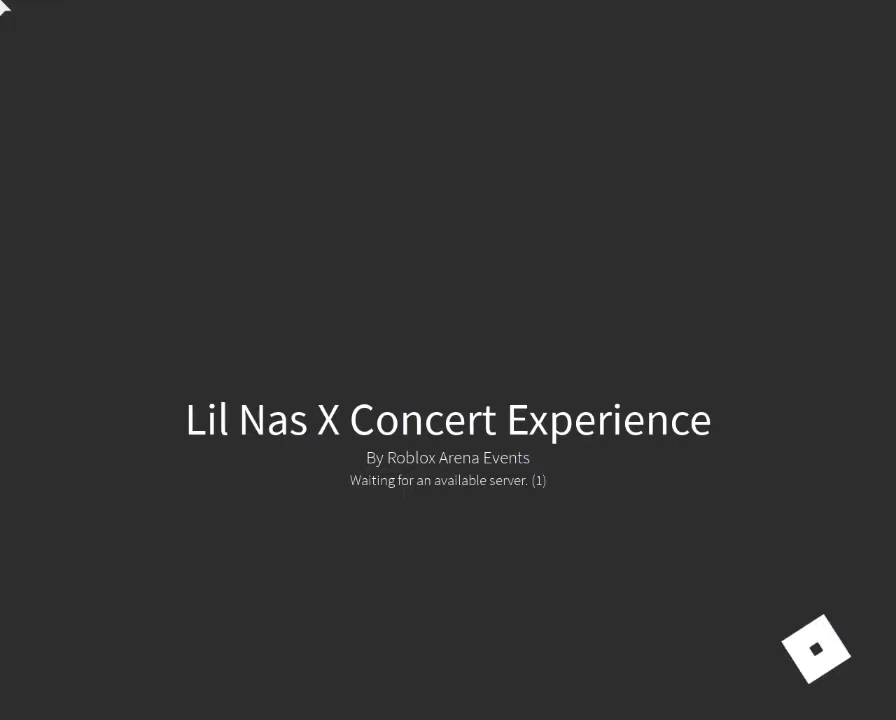 Lil Nas X Concert Experience
By Roblox Arena Events
Waiting for an available server. (1)